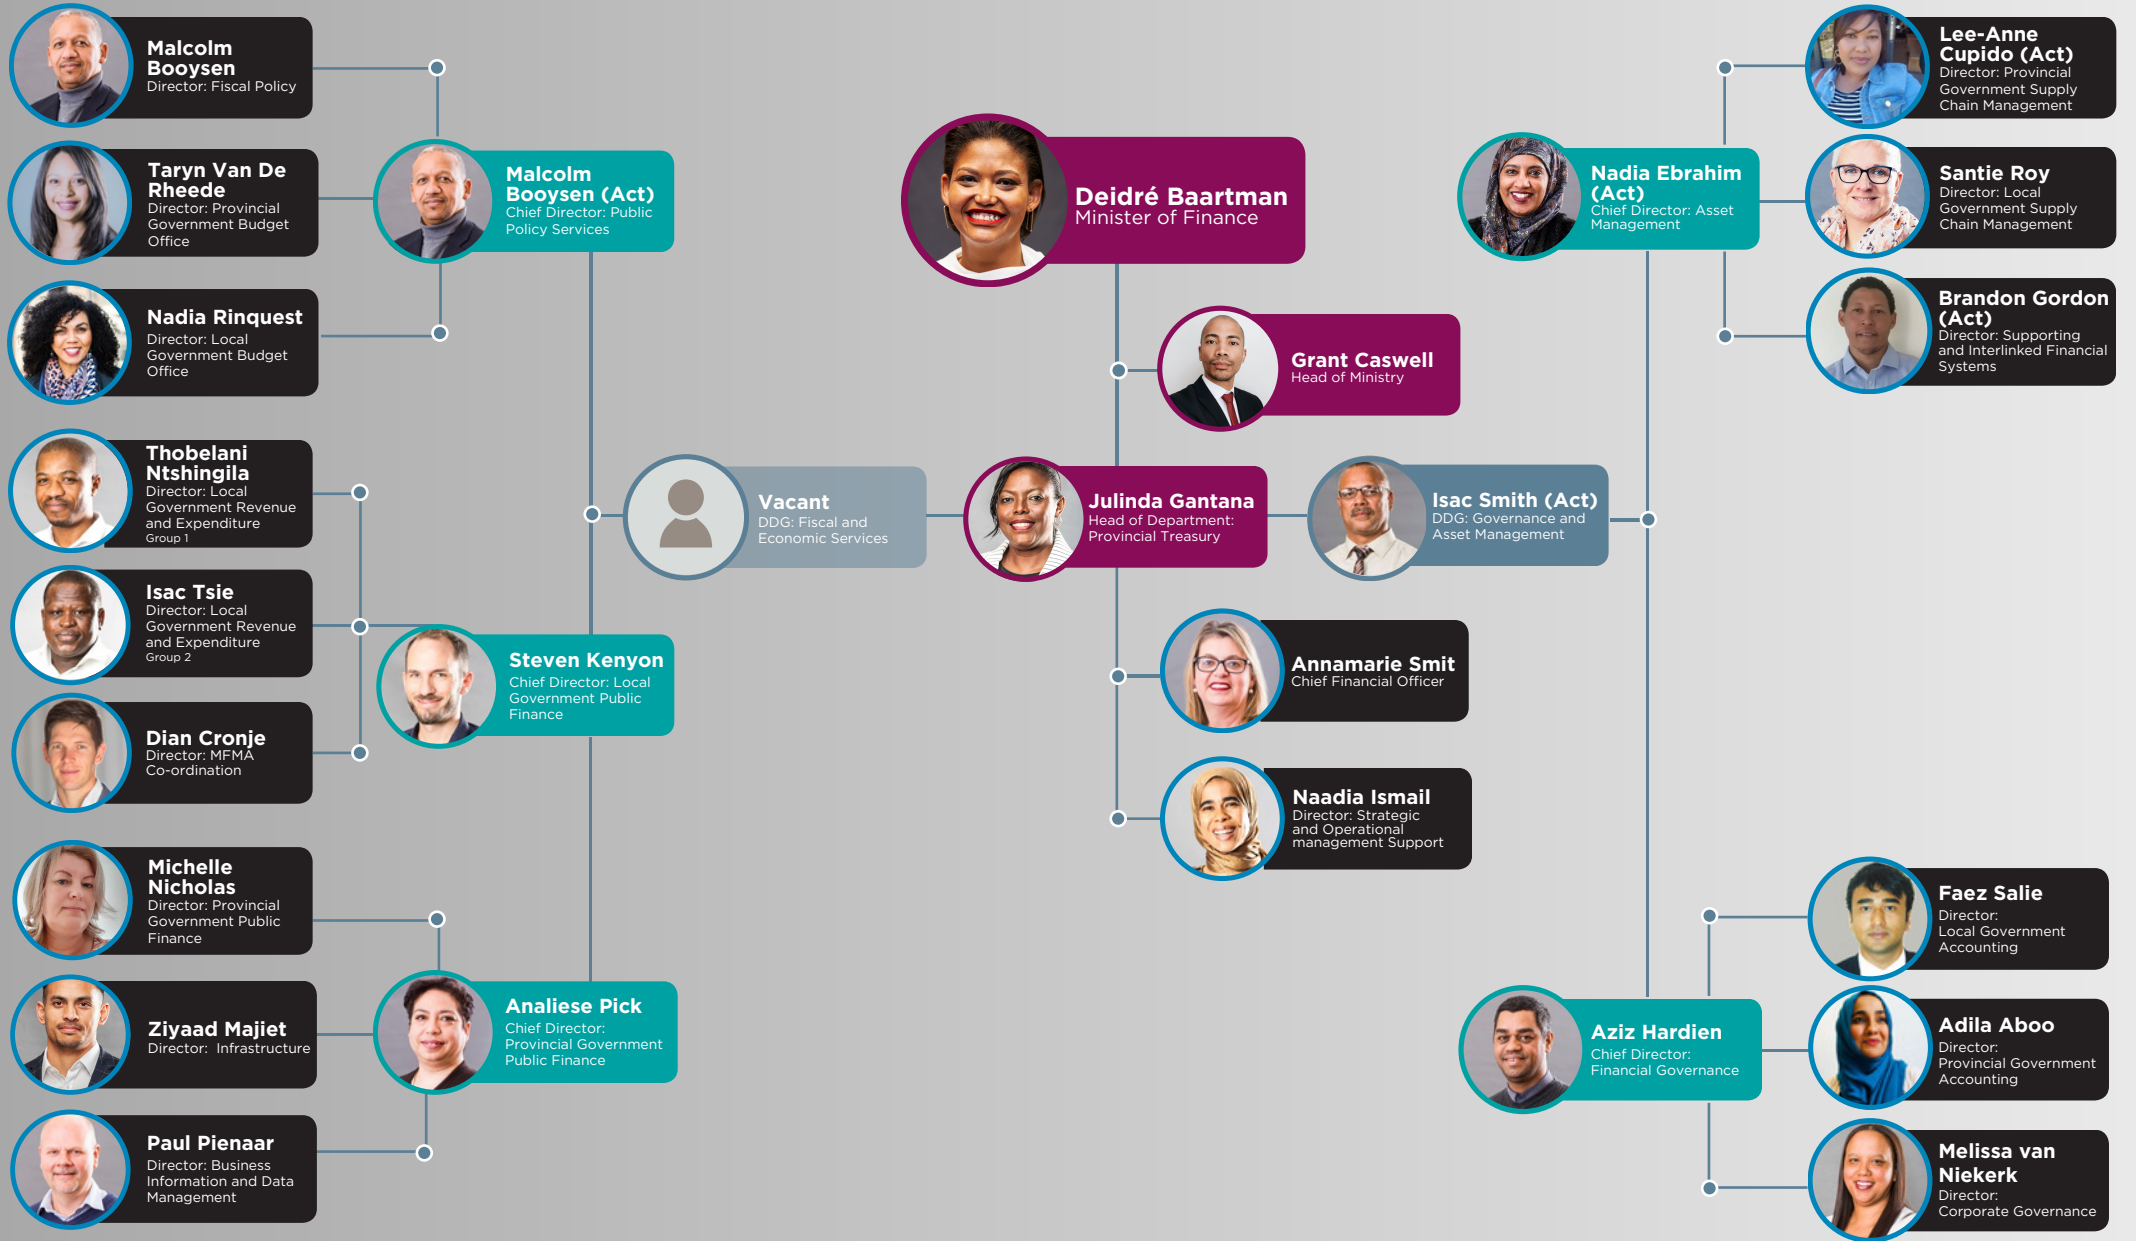 Malcolm
Booysen
Director: Fiscal Policy
Taryn Van De
Rheede
Director: Provincial
Government Budget
Office
Nadia Rinquest
Director: Local
Government Budget
Office
Malcolm
Booysen (Act)
Chief Director: Public
Policy Services
Thobelani
Ntshingila
Director: Local
Government Revenue
and Expenditure
Group 1
Isac Tsie
Director: Local
Government Revenue
and Expenditure
Group 2
Dian Cronje
Director: MFMA
Co-ordination
Steven Kenyon
Chief Director: Local
Government Public
Finance
Michelle
Nicholas
Director: Provincial
Government Public
Finance
Ziyaad Majiet
Director: Infrastructure
Paul Pienaar
Director: Business
Information and Data
Management
Analiese Pick
Chief Director:
Provincial Government
Public Finance
Vacant
DDG: Fiscal and
Economic Services
Deidré Baartman
Minister of Finance
Grant Caswell
Head of Ministry
Julinda Gantana
Head of Department:
Provincial Treasury
Isac Smith (Act)
DDG: Governance and
Asset Management
Annamarie Smit
Chief Financial Officer
Naadia Ismail
Director: Strategic
and Operational
management Support
Nadia Ebrahim
(Act)
Chief Director: Asset
Management
Lee-Anne
Cupido (Act)
Director: Provincial
Government Supply
Chain Management
Santie Roy
Director: Local
Government Supply
Chain Management
Brandon Gordon
(Act)
Director: Supporting
and Interlinked Financial
Systems
Aziz Hardien
Chief Director:
Financial Governance
Faez Salie
Director:
Local Government
Accounting
Adila Aboo
Director:
Provincial Government
Accounting
Melissa van
Niekerk
Director:
Corporate Governance